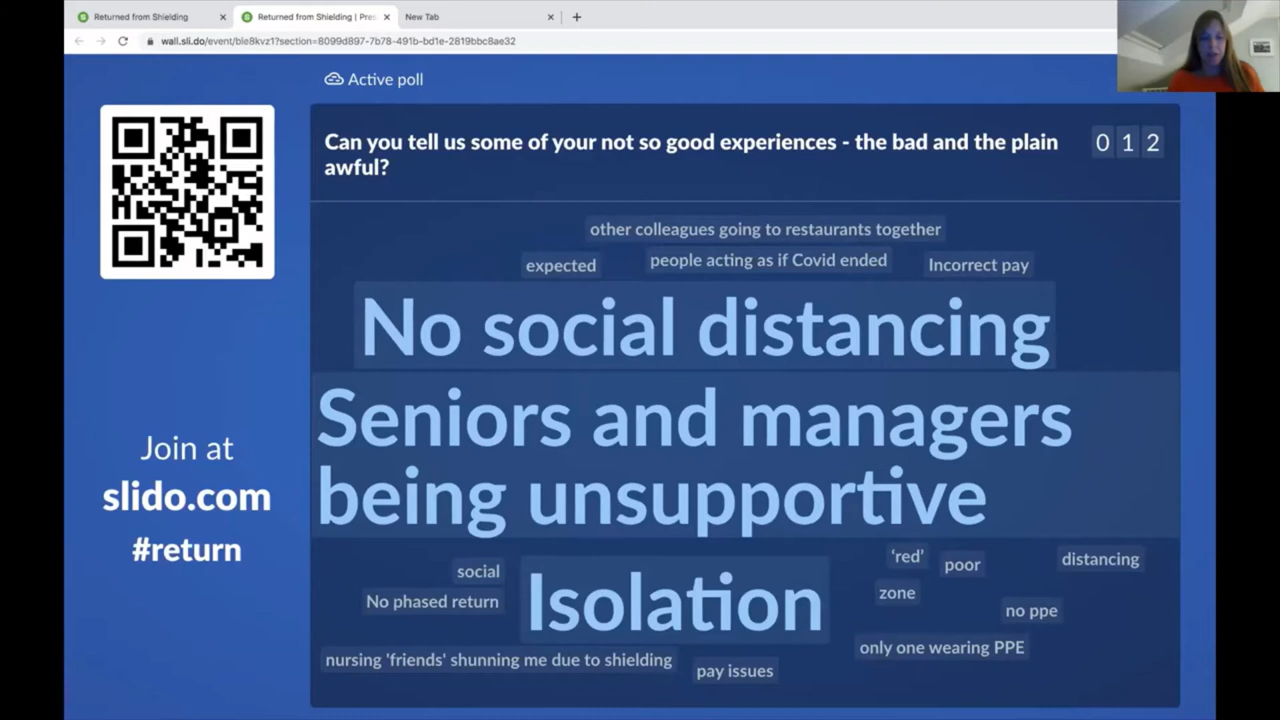 Returned from Shielding
Returned from Shielding | Pres
New Tab
wall.sli.do/event/ble8kvz1?section=8099d897-7b78-491b-bd1e-2819bbc8ae32
Active poll
Can you tell us some of your not so good experiences - the bad and the plain
awful?
0 1 2
other colleagues going to restaurants together
expected
people acting as if Covid ended
Incorrect pay
No social distancing
Seniors and managers
being unsupportive
Join at
slido.com
#return
social
Isolation
‘red’
poor
distancing
No phased return
zone
no ppe
only one wearing PPE
nursing 'friends' shunning me due to shielding
pay issues